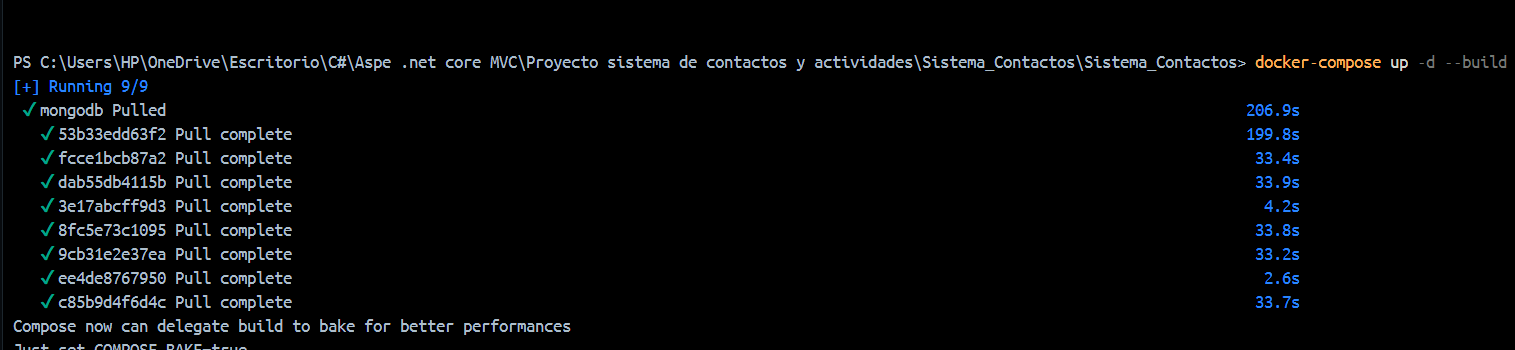 PS C:\Users\HP\OneDrive\Escritorio\C#\Aspe .net core MVC\Proyecto sistema de contactos y actividades\Sistema_Contactos\Sistema_Contactos> docker-compose up -d --build
[+] Running 9/9
✔ mongodb Pulled 206.9s
✔ 53b33edd63f2 Pull complete 199.8s
✔ fcce1bcb87a2 Pull complete 33.4s
✔ dab55db4115b Pull complete 33.9s
✔ 3e17abcff9d3 Pull complete 4.2s
✔ 8fc5e73c1095 Pull complete 33.8s
✔ 9cb31e2e37ea Pull complete 33.2s
✔ ee4de8767950 Pull complete 2.6s
✔ c85b9d4f6d4c Pull complete 33.7s
Compose now can delegate build to bake for better performances
Just set COMPOSE_BAKE=true